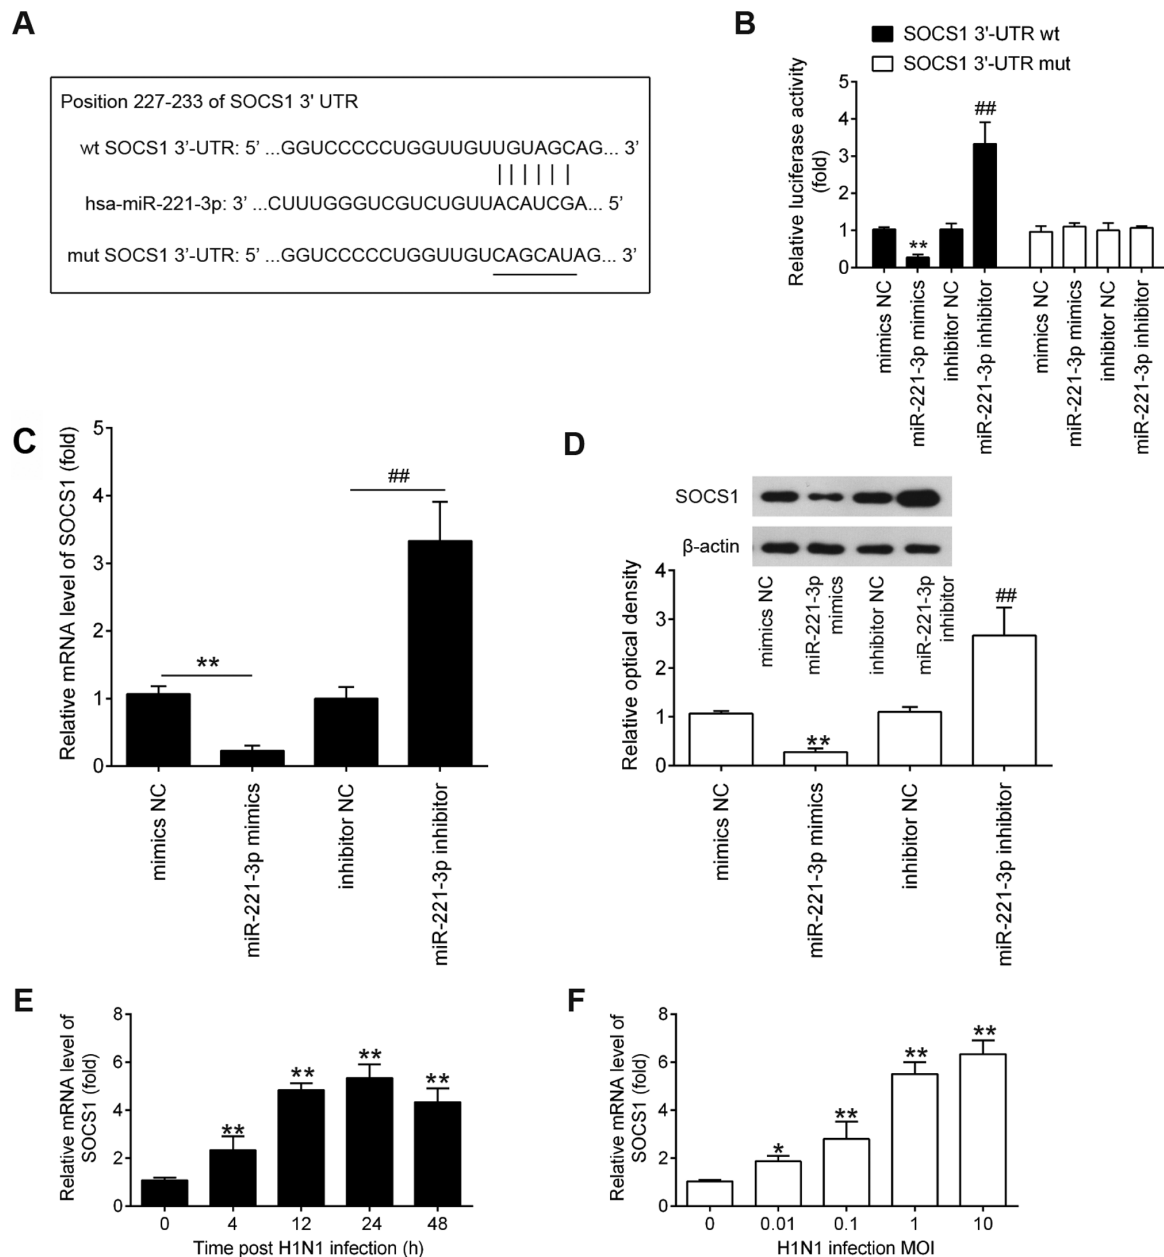 A
Position 227-233 of SOCS1 3' UTR
wt SOCS1 3’-UTR: 5’ ...GGUCCCCCUGGUUGUUGUAGCAG... 3’
hsa-miR-221-3p: 3’ ...CUUUGGGUCGUCUGUUACAUCGA... 5’
mut SOCS1 3’-UTR: 5’ ...GGUCCCCCUGGUUGUCAGCAUAG... 3’
B
SOCS1 3'-UTR wt
SOCS1 3'-UTR mut
Relative luciferase activity
(fold)
5
4
3
2
1
0
**
##
mimics NC
miR-221-3p mimics
inhibitor NC
miR-221-3p inhibitor
mimics NC
miR-221-3p mimics
inhibitor NC
miR-221-3p inhibitor
C
Relative mRNA level of SOCS1 (fold)
5
4
3
2
1
0
**
##
mimics NC
miR-221-3p mimics
inhibitor NC
miR-221-3p inhibitor
D
SOCS1
β-actin
mimics NC
miR-221-3p
mimics
inhibitor NC
miR-221-3p
inhibitor
Relative optical density
4
3
2
1
0
**
##
mimics NC
miR-221-3p mimics
inhibitor NC
miR-221-3p inhibitor
E
Relative mRNA level of
SOCS1 (fold)
8
6
4
2
0
**
**
**
**
0 4 12 24 48
Time post H1N1 infection (h)
F
Relative mRNA level of
SOCS1 (fold)
8
6
4
2
0
*
**
**
**
0 0.01 0.1 1 10
H1N1 infection MOI